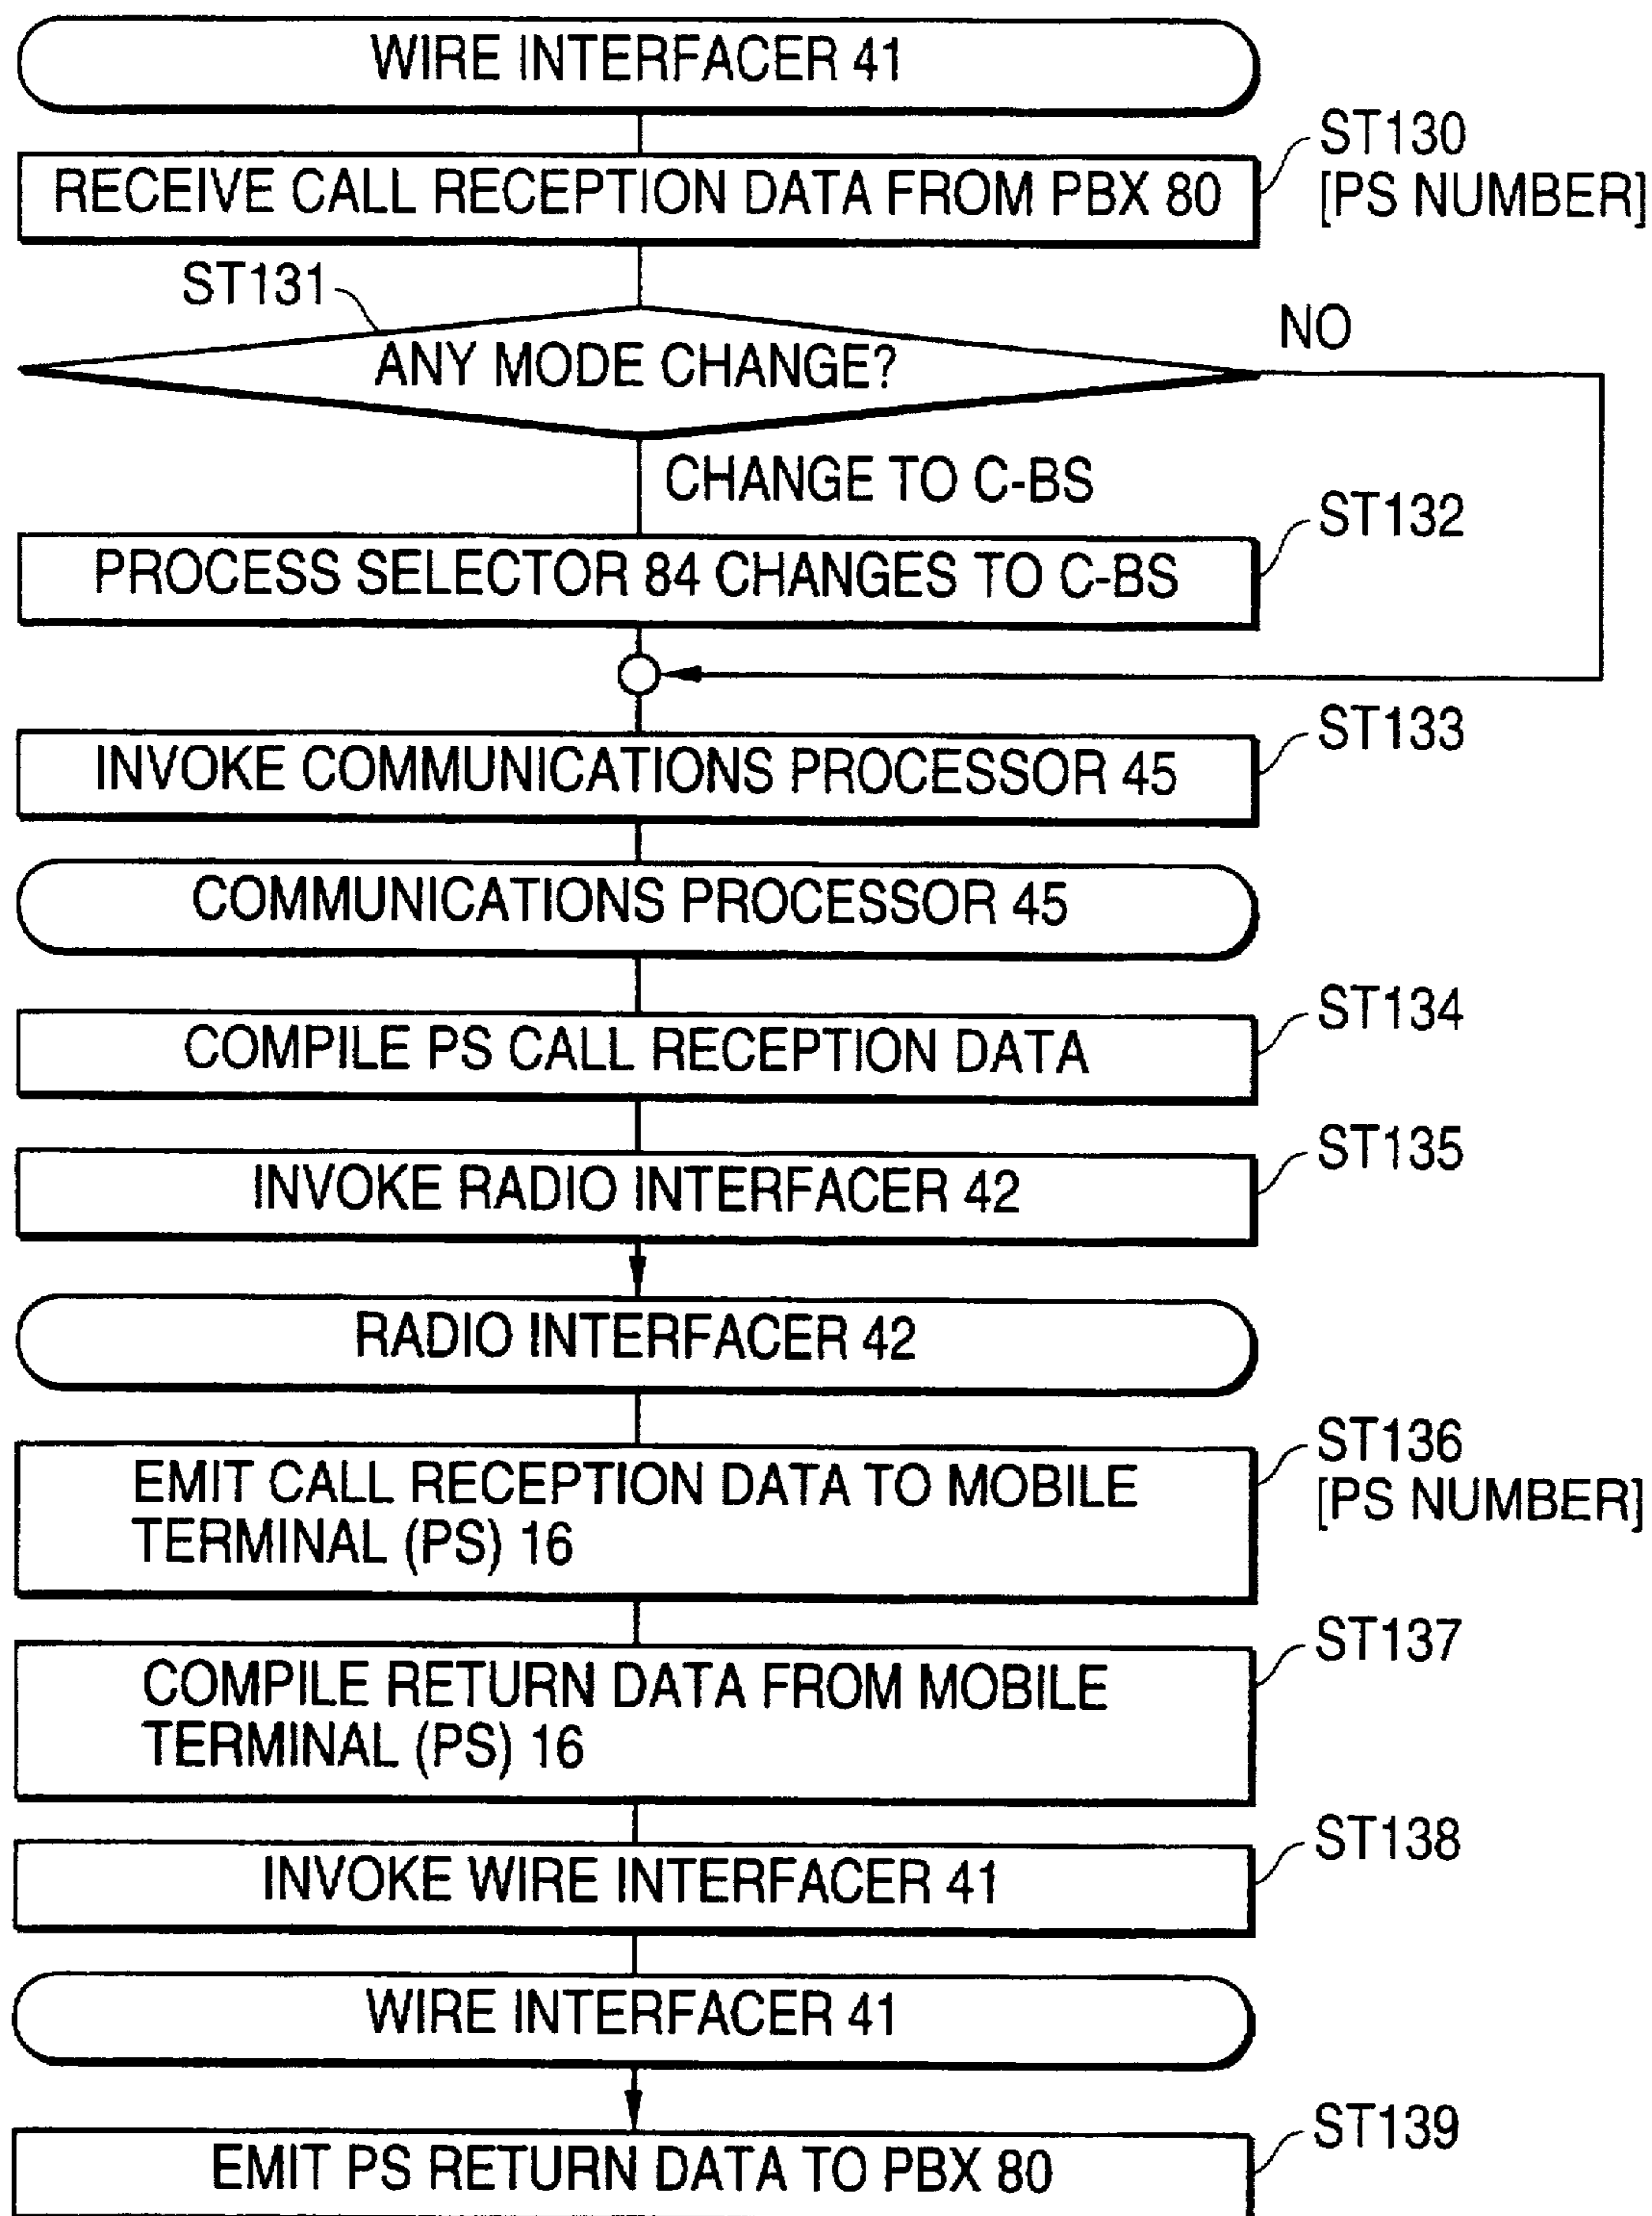 WIRE INTERFACER 41
RECEIVE CALL RECEPTION DATA FROM PBX 80
ST130
[PS NUMBER]
ST131
ANY MODE CHANGE?
NO
CHANGE TO C-BS
ST132
PROCESS SELECTOR 84 CHANGES TO C-BS
ST133
INVOKE COMMUNICATIONS PROCESSOR 45
COMMUNICATIONS PROCESSOR 45
ST134
COMPILE PS CALL RECEPTION DATA
ST135
INVOKE RADIO INTERFACER 42
RADIO INTERFACER 42
ST136
[PS NUMBER]
EMIT CALL RECEPTION DATA TO MOBILE
TERMINAL (PS) 16
ST137
COMPILE RETURN DATA FROM MOBILE
TERMINAL (PS) 16
ST138
INVOKE WIRE INTERFACER 41
WIRE INTERFACER 41
ST139
EMIT PS RETURN DATA TO PBX 80